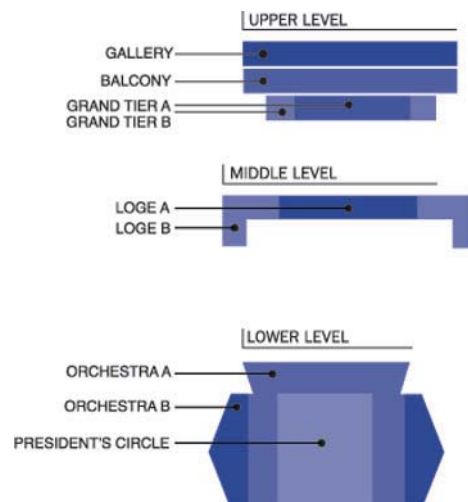 UPPER LEVEL
GALLERY
BALCONY
GRAND TIER A
GRAND TIER B
MIDDLE LEVEL
LOGE A
LOGE B
LOWER LEVEL
ORCHESTRA A
ORCHESTRA B
PRESIDENT'S CIRCLE